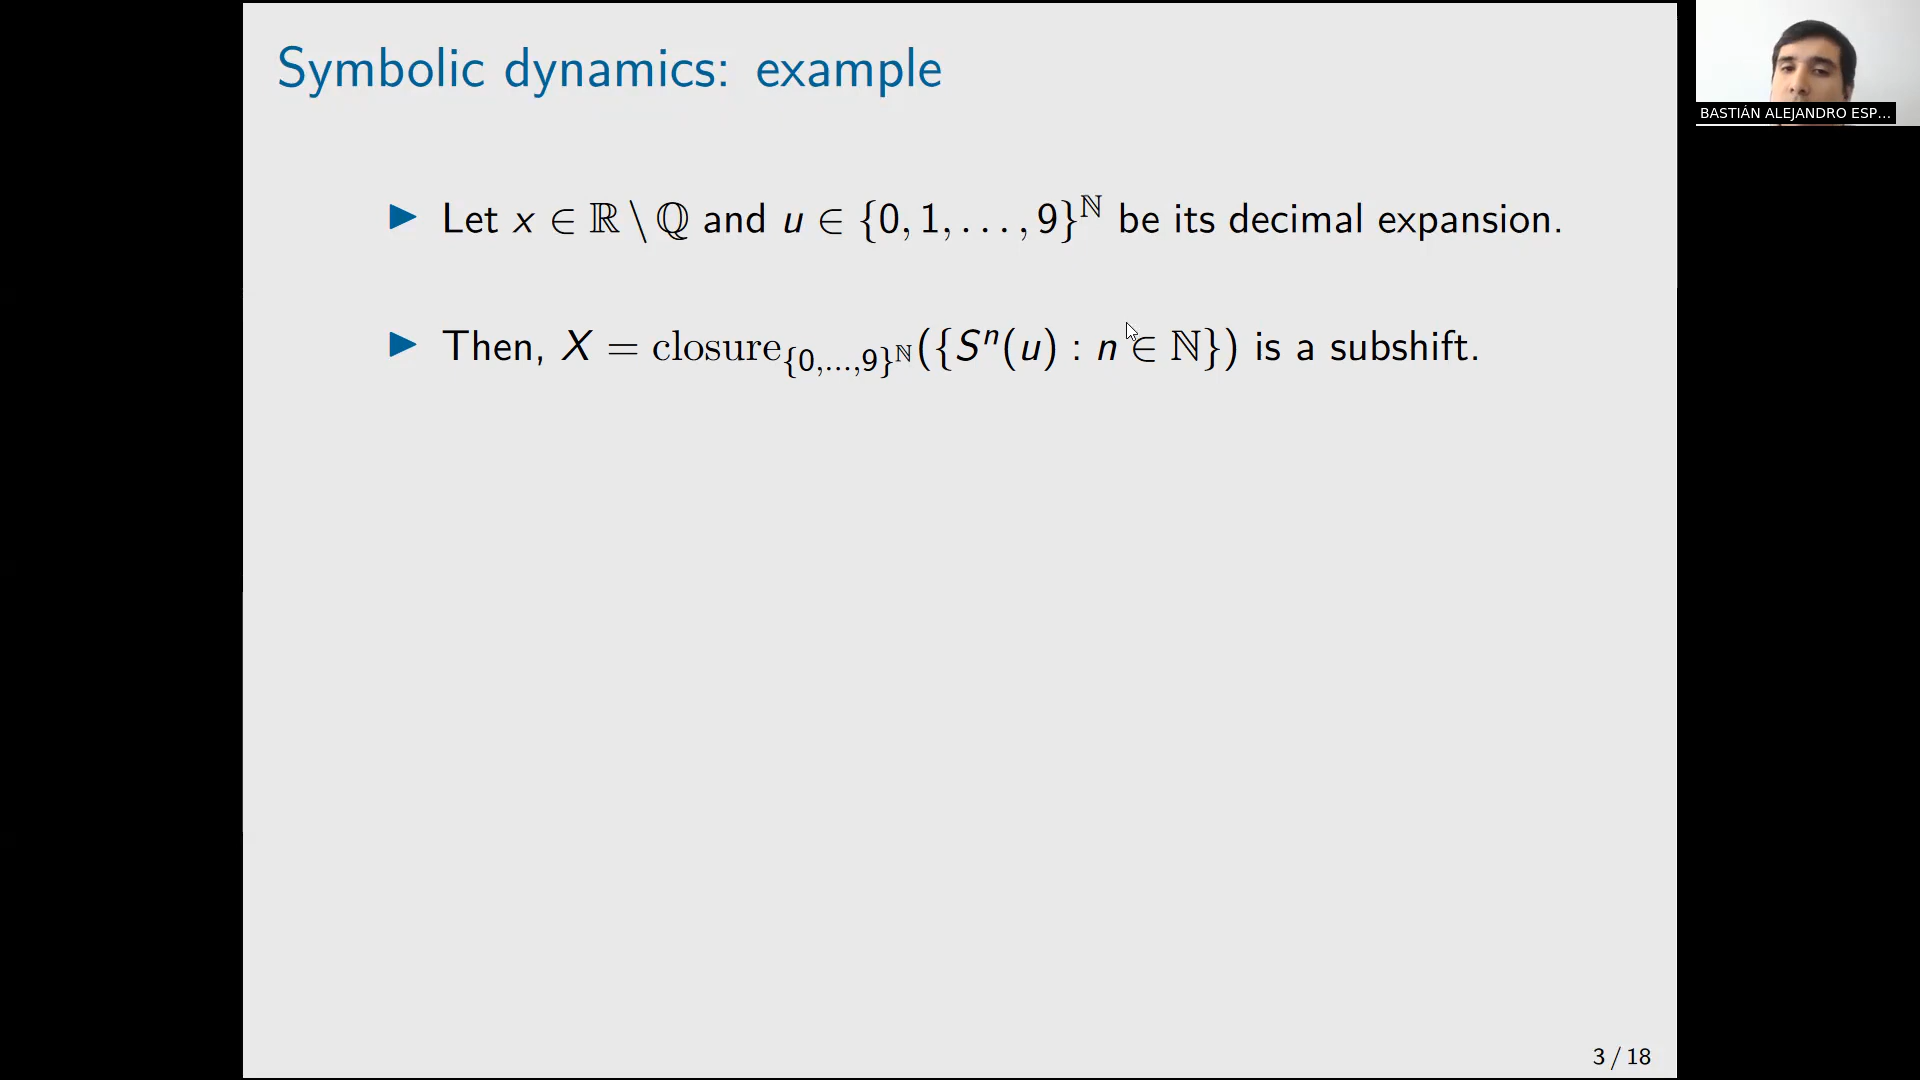 Symbolic dynamics: example
BASTIÁN ALEJANDRO ESP...
▶ Let x ∈ ℝ \ ℚ and u ∈ {0, 1, . . . , 9}^ℕ be its decimal expansion.
▶ Then, X = closure_{{0,...,9}^ℕ}({S^n(u) : n ∈ ℕ}) is a subshift.
3 / 18